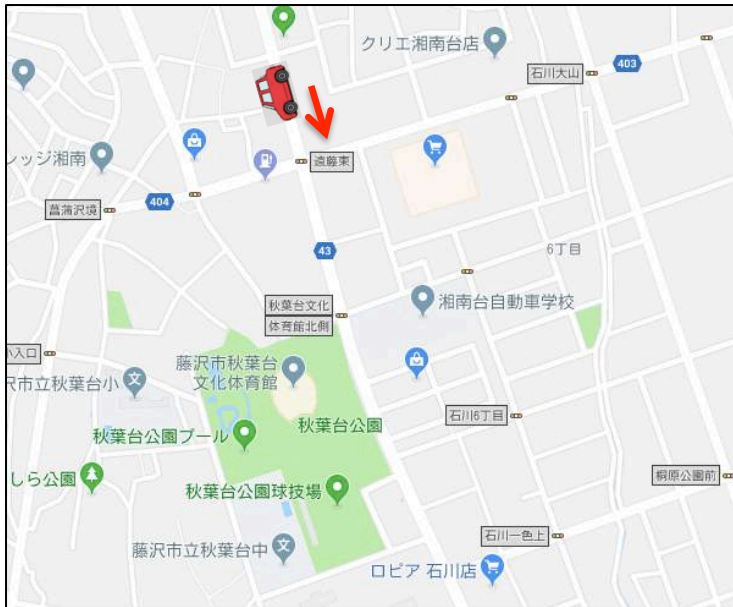 クリエ湘南台店
403
石川大山
レッジ湘南
遠藤東
404
菖蒲沢境
43
6丁目
秋葉台文化
体育館北側
湘南台自動車学校
入口
藤沢市秋葉台
文化体育館
沢市立秋葉台小
文
秋葉台公園プール
秋葉台公園
石川6丁目
しら公園
秋葉台公園球技場
桐原公園前
石川一色上
藤沢市立秋葉台中
文
ロピア 石川店